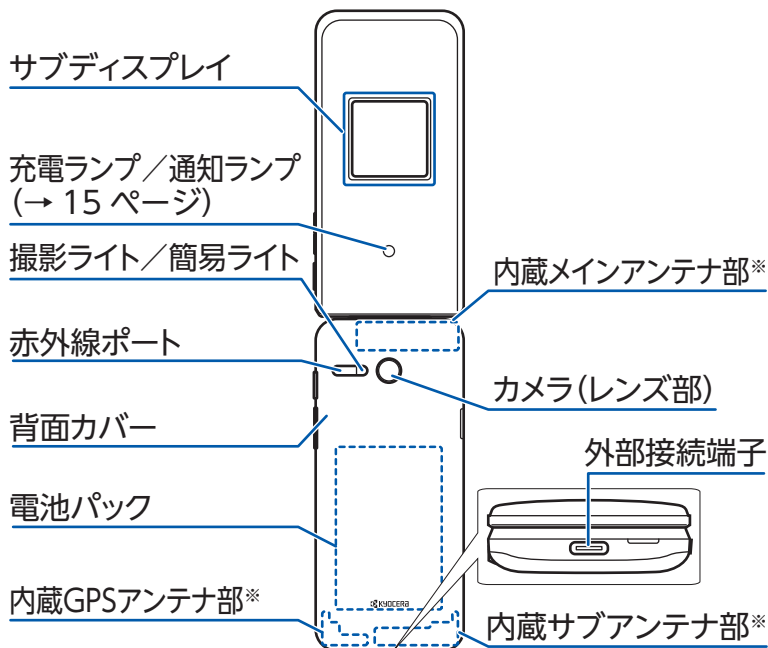 サブディスプレイ
充電ランプ／通知ランプ
(→ 15 ページ)
撮影ライト／簡易ライト
内蔵メインアンテナ部※
赤外線ポート
カメラ(レンズ部)
背面カバー
外部接続端子
電池パック
KYOCERA
内蔵GPSアンテナ部※
内蔵サブアンテナ部※